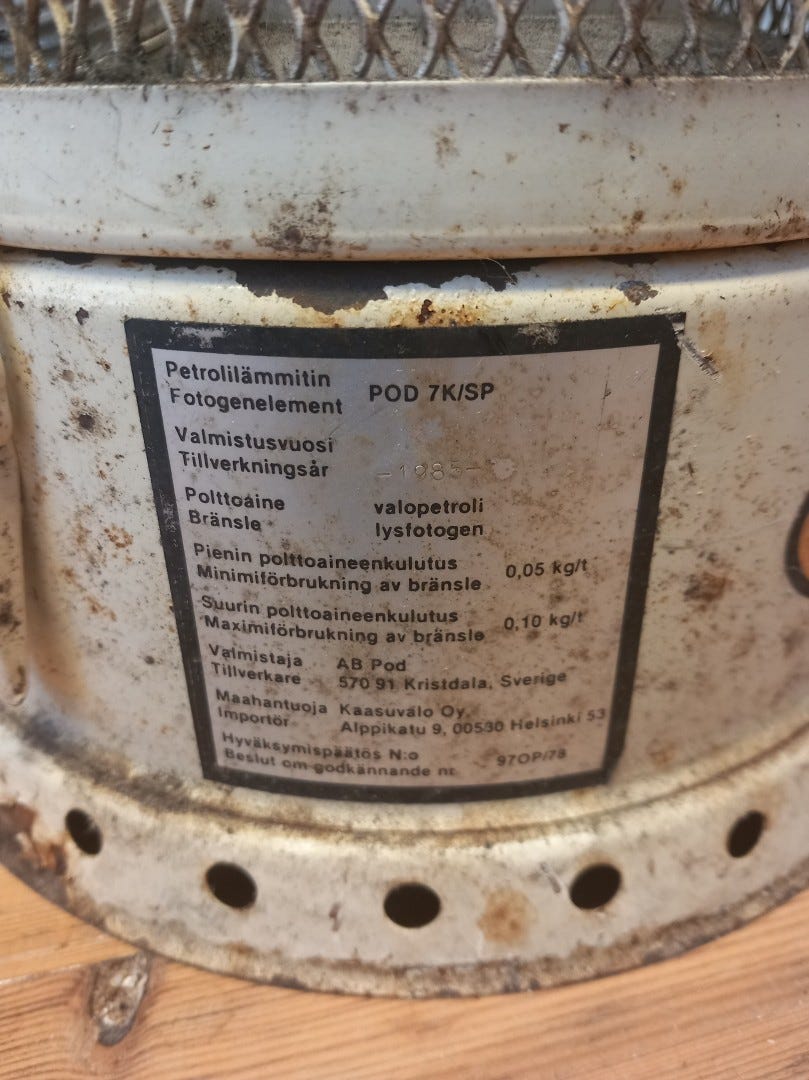 Petrolilämmitin
Fotogenelement POD 7K/SP
Valmistusvuosi
Tillverkningsår -1985-
Polttoaine valopetroli
Bränsle lysfotogen
Pienin polttoaineenkulutus 0,05 kg/t
Minimiförbrukning av bränsle
Suurin polttoaineenkulutus 0,10 kg/t
Maximiförbrukning av bränsle
Valmistaja AB Pod
Tillverkare 570 91 Kristdala, Sverige
Maahantuoja Kaasuvalo Oy.
Importör Alppikatu 9, 00530 Helsinki 53
Hyväksymispäätös N:o 97OP/78
Beslut om godkännande nr